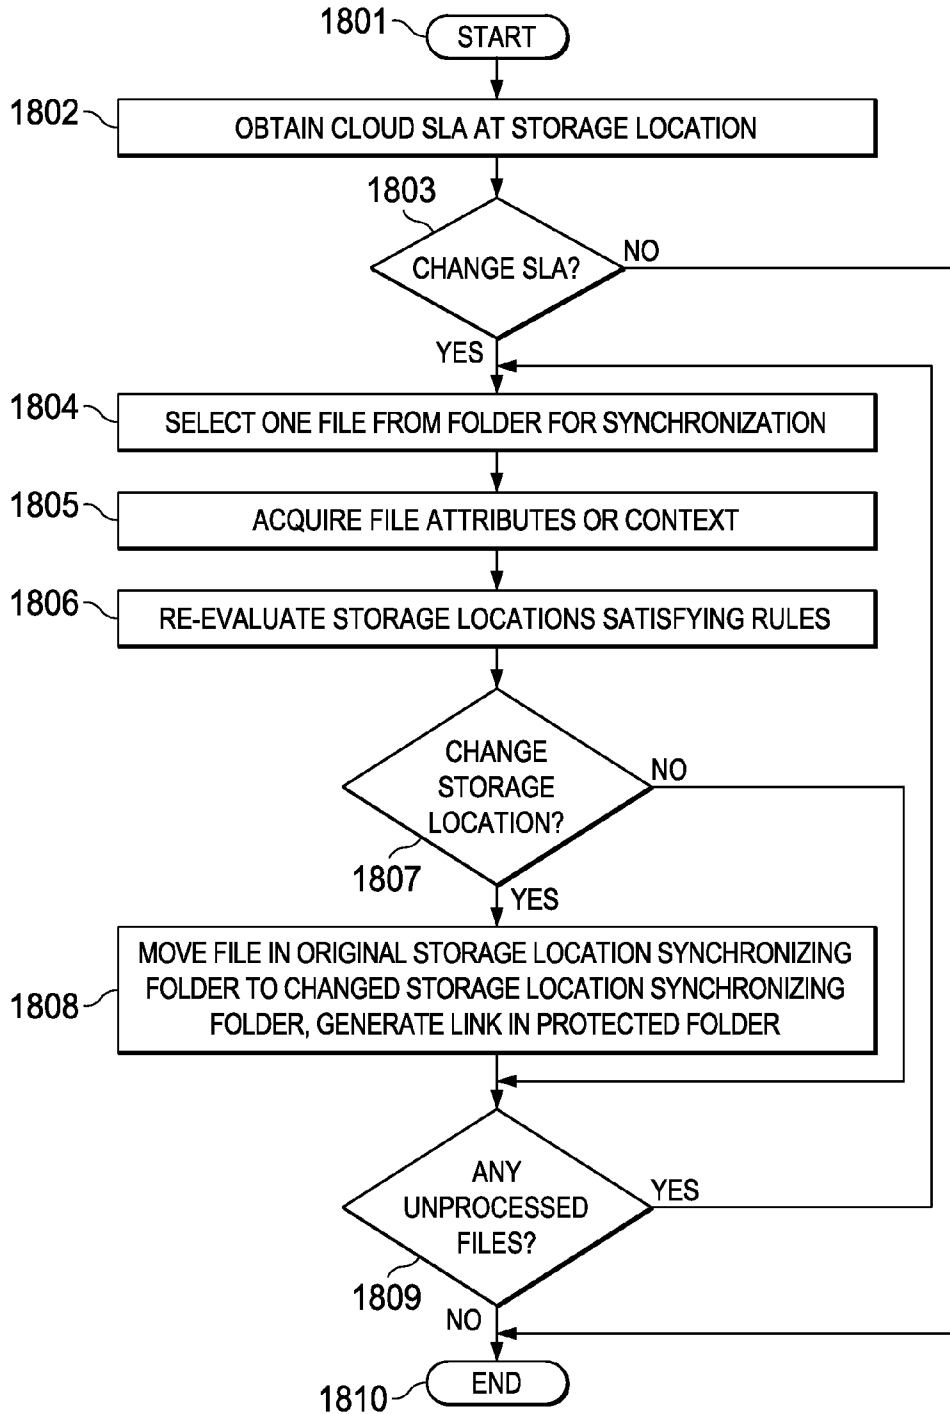 1801
START
1802
OBTAIN CLOUD SLA AT STORAGE LOCATION
1803
CHANGE SLA?
NO
YES
1804
SELECT ONE FILE FROM FOLDER FOR SYNCHRONIZATION
1805
ACQUIRE FILE ATTRIBUTES OR CONTEXT
1806
RE-EVALUATE STORAGE LOCATIONS SATISFYING RULES
CHANGE
STORAGE
LOCATION?
NO
1807
YES
MOVE FILE IN ORIGINAL STORAGE LOCATION SYNCHRONIZING
FOLDER TO CHANGED STORAGE LOCATION SYNCHRONIZING
FOLDER, GENERATE LINK IN PROTECTED FOLDER
1808
ANY
UNPROCESSED
FILES?
YES
1809
NO
END
1810